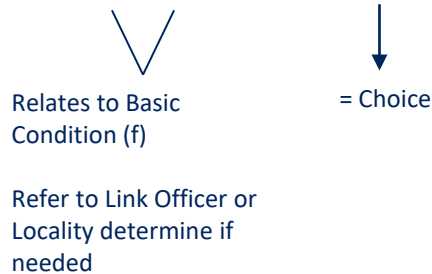 Relates to Basic
Condition (f)
= Choice
Refer to Link Officer or
Locality determine if
needed